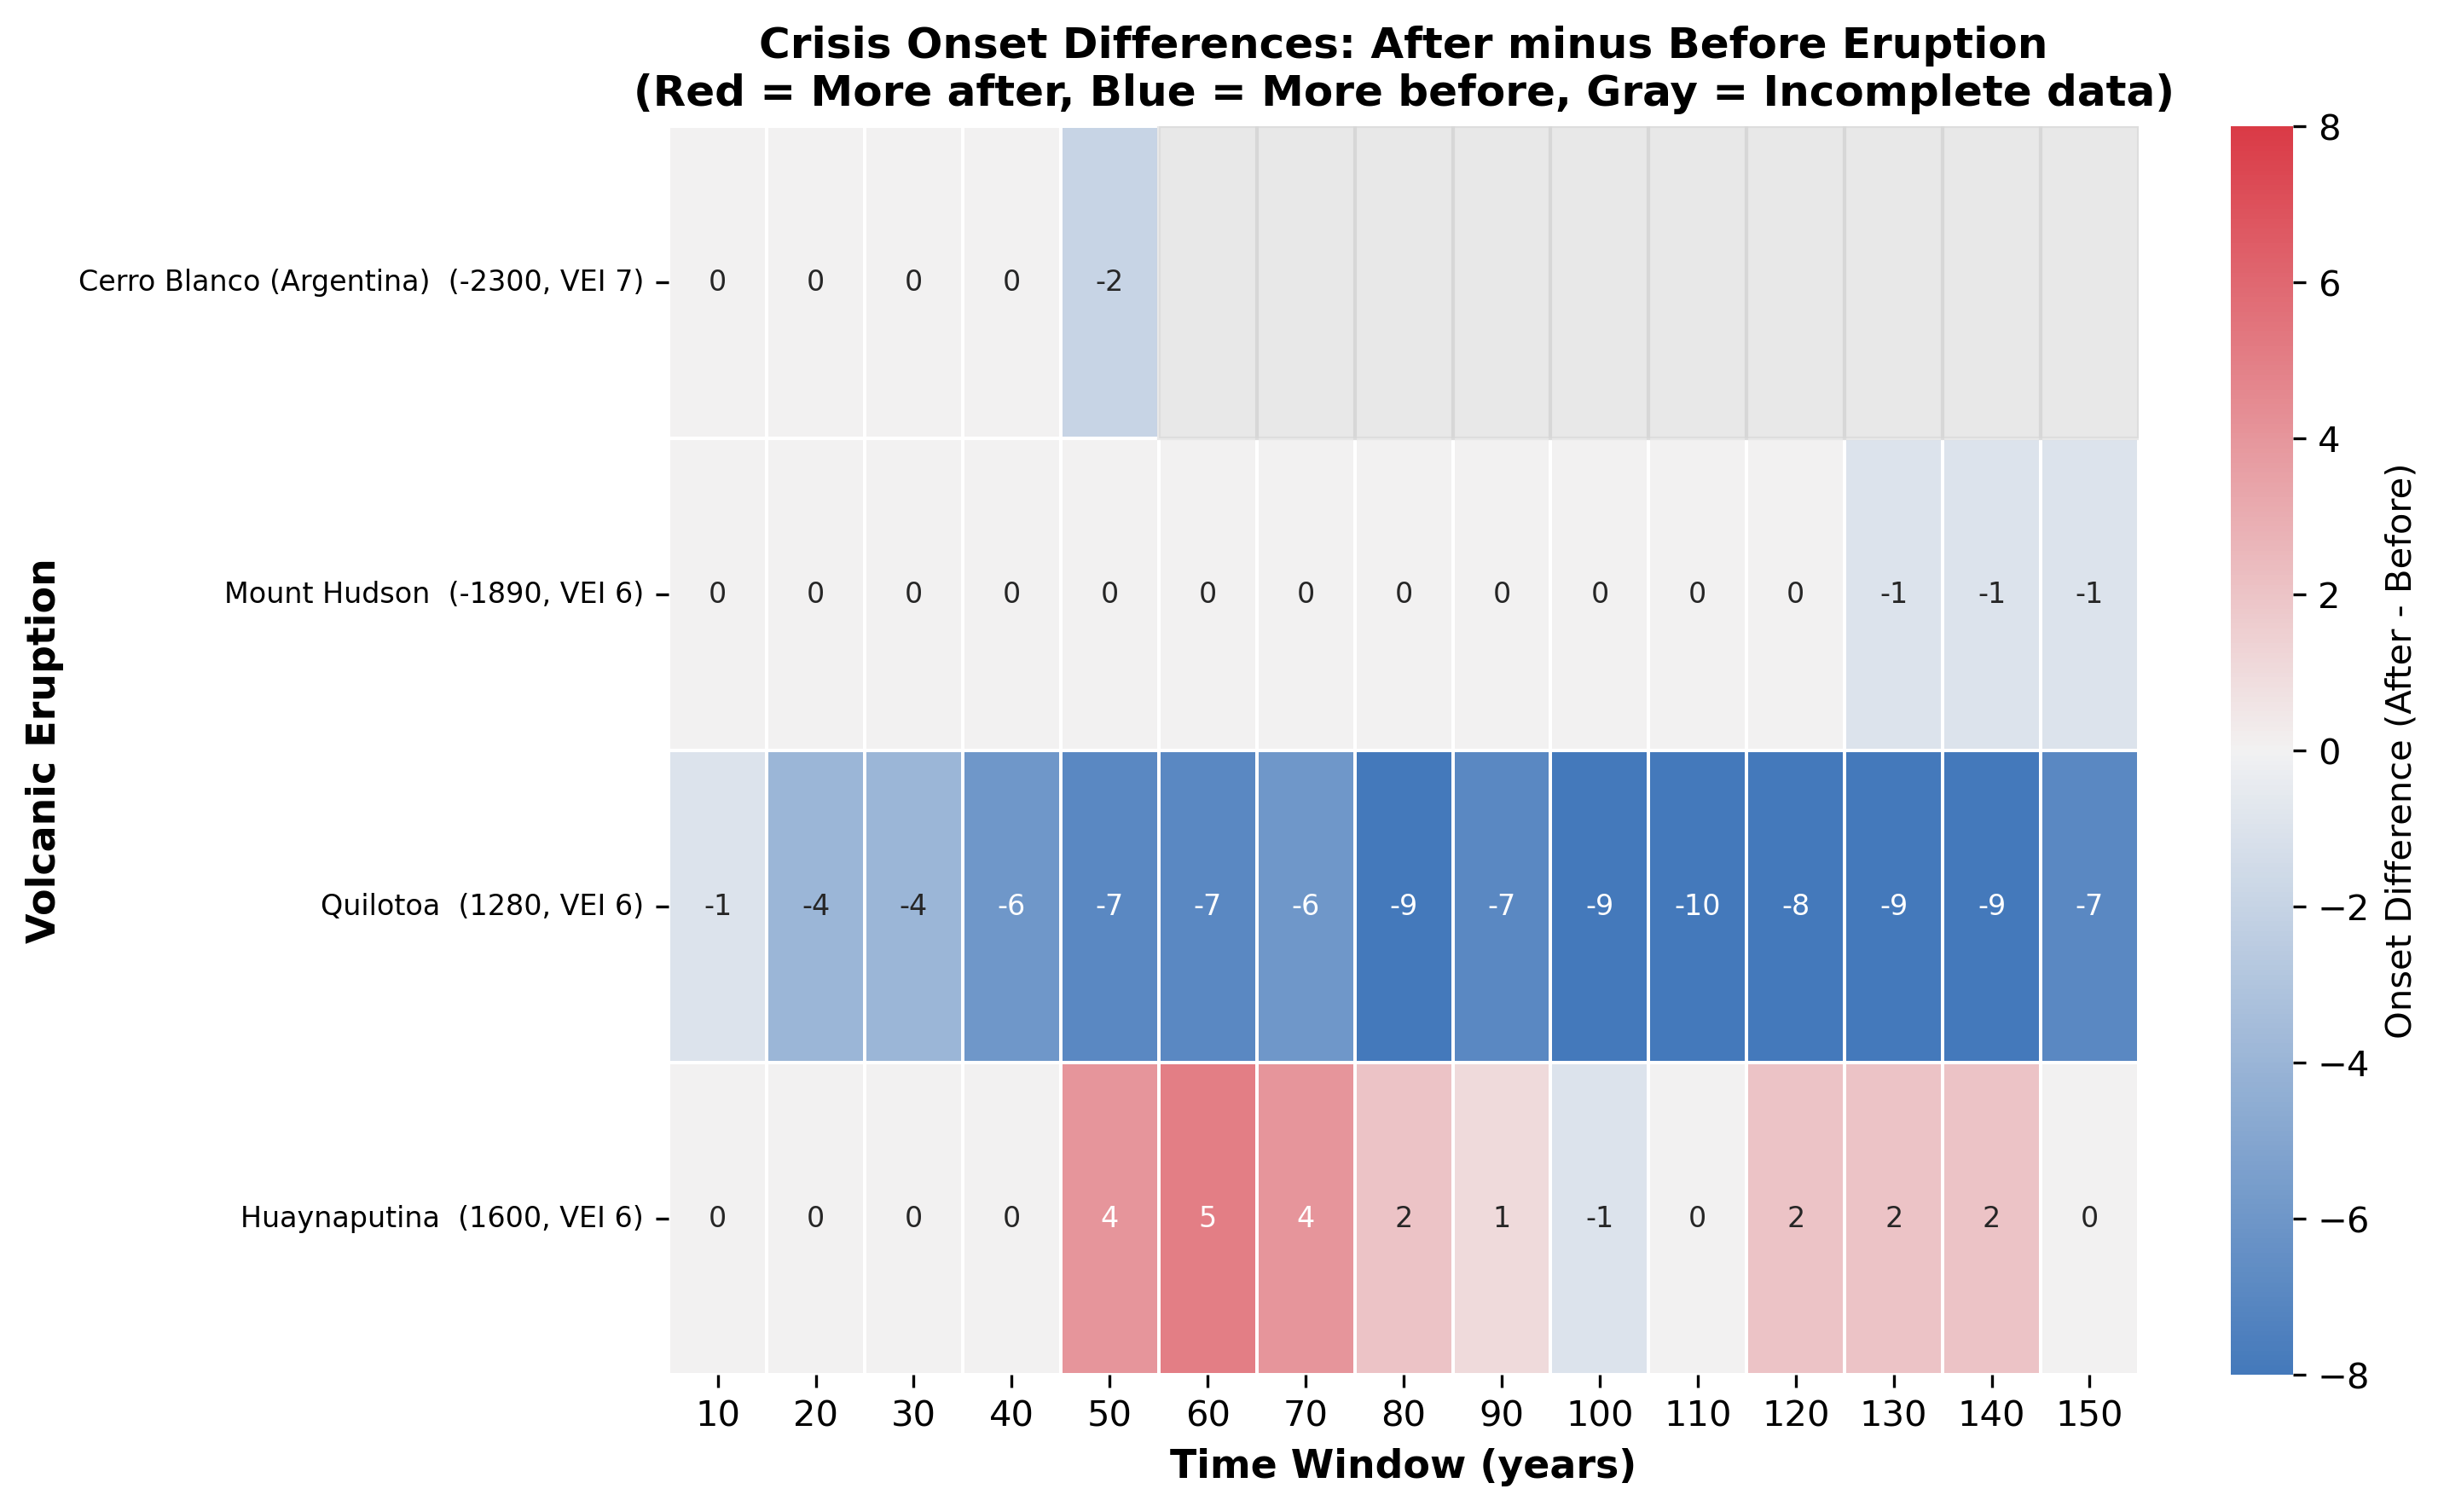 Crisis Onset Differences: After minus Before Eruption
(Red = More after, Blue = More before, Gray = Incomplete data)
Volcanic Eruption
Cerro Blanco (Argentina)  (-2300, VEI 7)
0 0 0 0 -2
Mount Hudson  (-1890, VEI 6)
0 0 0 0 0 0 0 0 0 0 0 0 -1 -1 -1
Quilotoa  (1280, VEI 6)
-1 -4 -4 -6 -7 -7 -6 -9 -7 -9 -10 -8 -9 -9 -7
Huaynaputina  (1600, VEI 6)
0 0 0 0 4 5 4 2 1 -1 0 2 2 2 0
10 20 30 40 50 60 70 80 90 100 110 120 130 140 150
Time Window (years)
8
6
4
2
0
−2
−4
−6
−8
Onset Difference (After - Before)